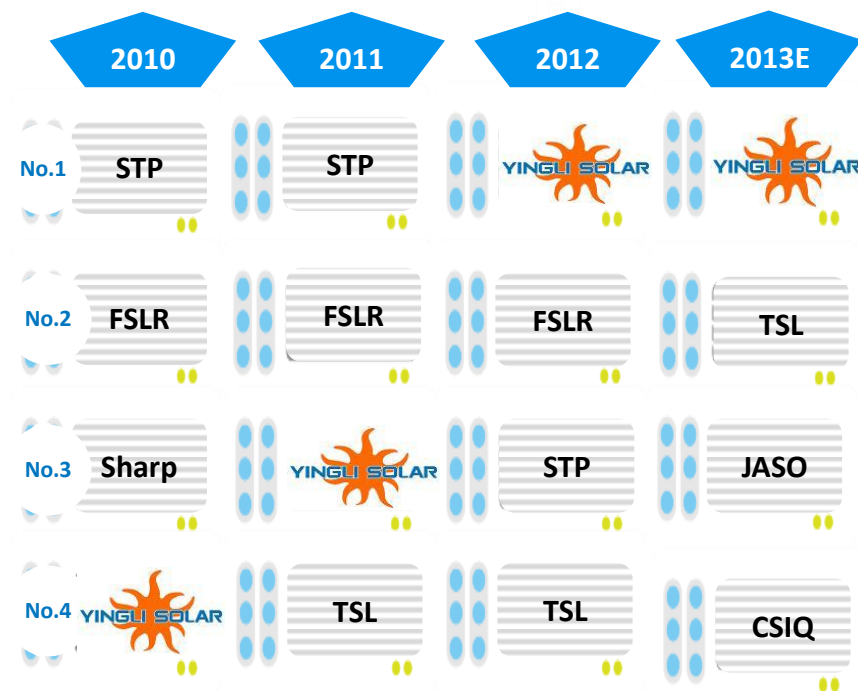 2010 2011 2012 2013E
No.1 STP STP YINGLI SOLAR YINGLI SOLAR
No.2 FSLR FSLR FSLR TSL
No.3 Sharp YINGLI SOLAR STP JASO
No.4 YINGLI SOLAR TSL TSL CSIQ